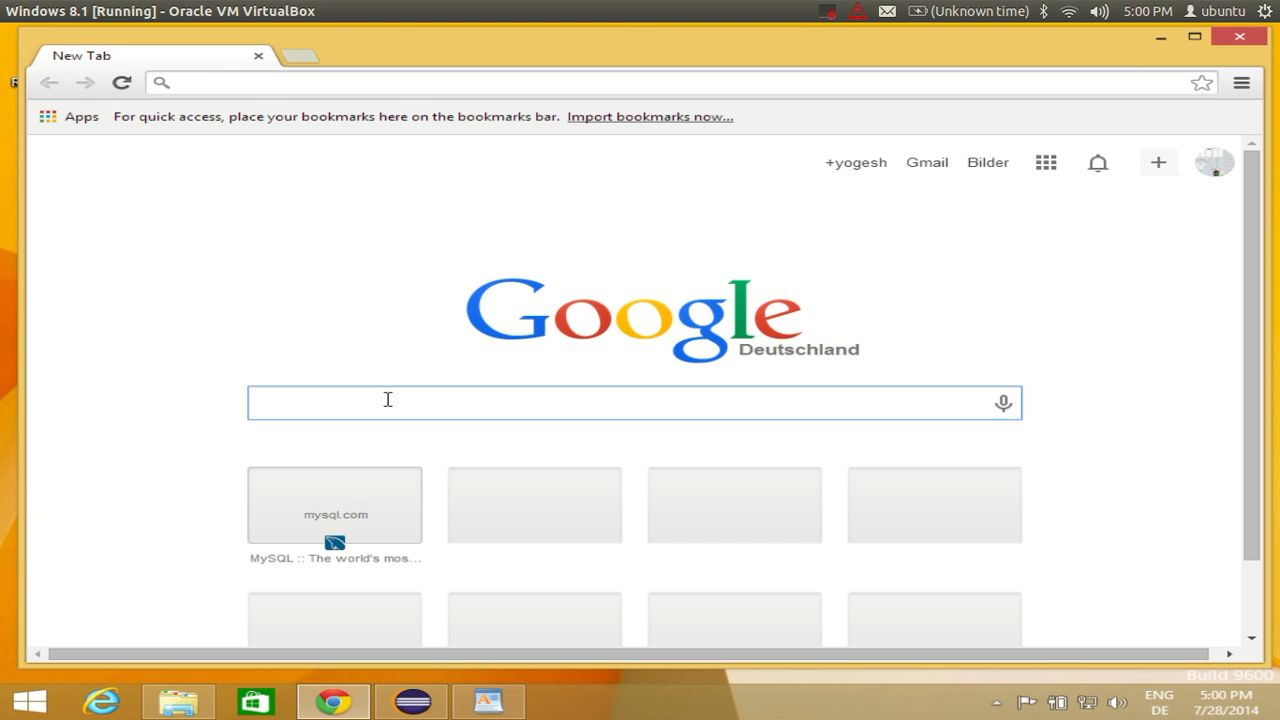 Windows 8.1 [Running] - Oracle VM VirtualBox
(Unknown time)
5:00 PM
ubuntu
New Tab
Apps
For quick access, place your bookmarks here on the bookmarks bar.
Import bookmarks now...
+yogesh
Gmail
Bilder
Google
Deutschland
mysql.com
MySQL :: The world's mos...
Build 9600
ENG
DE
5:00 PM
7/28/2014